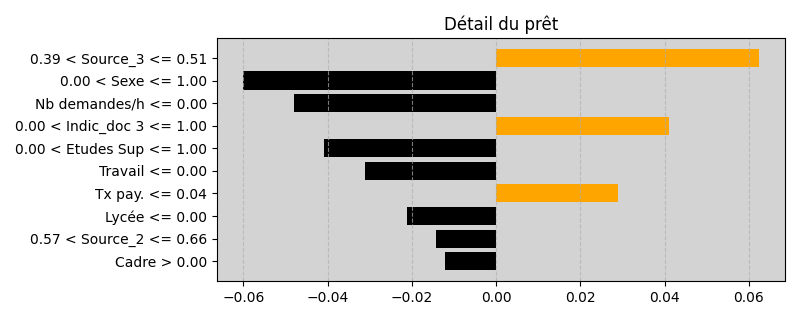 Détail du prêt
0.39 < Source_3 <= 0.51
0.00 < Sexe <= 1.00
Nb demandes/h <= 0.00
0.00 < Indic_doc 3 <= 1.00
0.00 < Etudes Sup <= 1.00
Travail <= 0.00
Tx pay. <= 0.04
Lycée <= 0.00
0.57 < Source_2 <= 0.66
Cadre > 0.00
−0.06 −0.04 −0.02 0.00 0.02 0.04 0.06